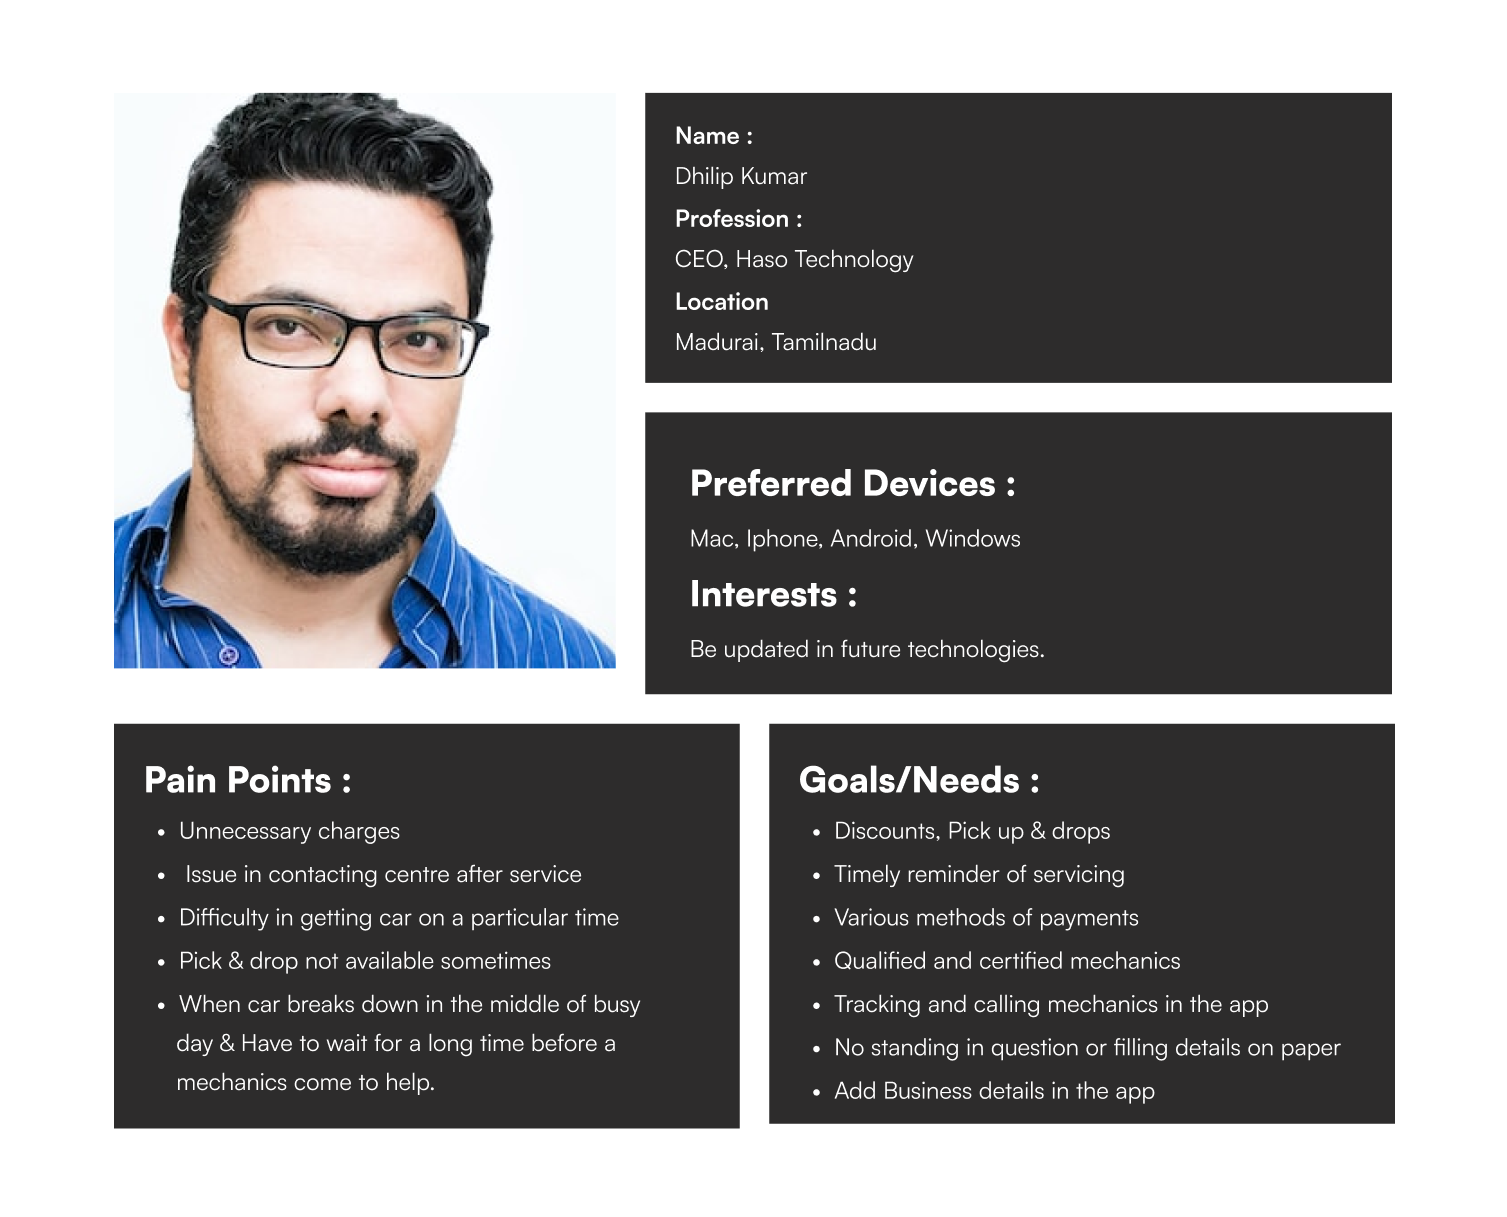 Name :
Dhilip Kumar
Profession :
CEO, Haso Technology
Location
Madurai, Tamilnadu
Preferred Devices :
Mac, Iphone, Android, Windows
Interests :
Be updated in future technologies.
Pain Points :
• Unnecessary charges
• Issue in contacting centre after service
• Difficulty in getting car on a particular time
• Pick & drop not available sometimes
• When car breaks down in the middle of busy
day & Have to wait for a long time before a
mechanics come to help.
Goals/Needs :
• Discounts, Pick up & drops
• Timely reminder of servicing
• Various methods of payments
• Qualified and certified mechanics
• Tracking and calling mechanics in the app
• No standing in question or filling details on paper
• Add Business details in the app